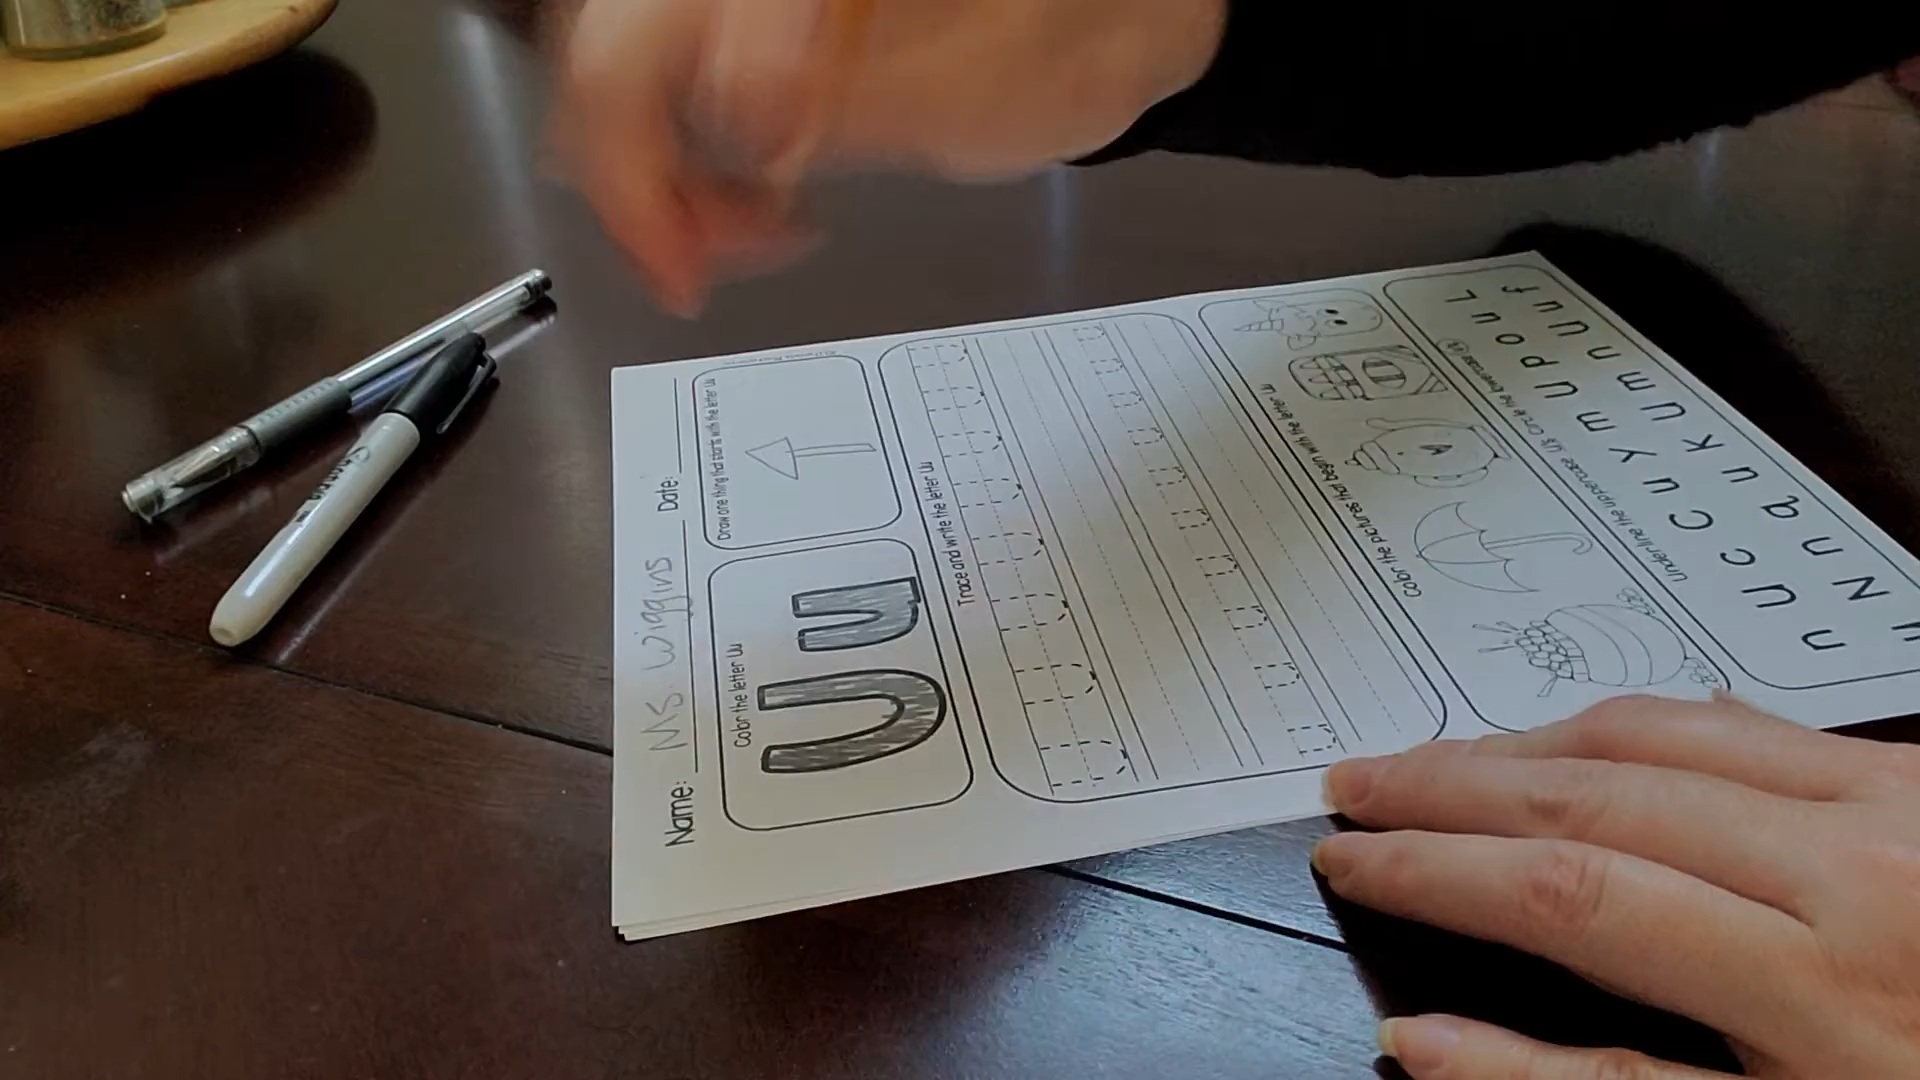 Name: Ms. Wiggins Date:
Color the letter Uu
Uu
Draw one thing that starts with the letter Uu
Trace and write the letter Uu
U U U U U U U U U
u u u u u u u u u u
Color the pictures that begin with the letter Uu
Underline the uppercase U's Circle the lowercase
n U c C u Y m U p o u L
N n q u K U m n U u f
Sharpie